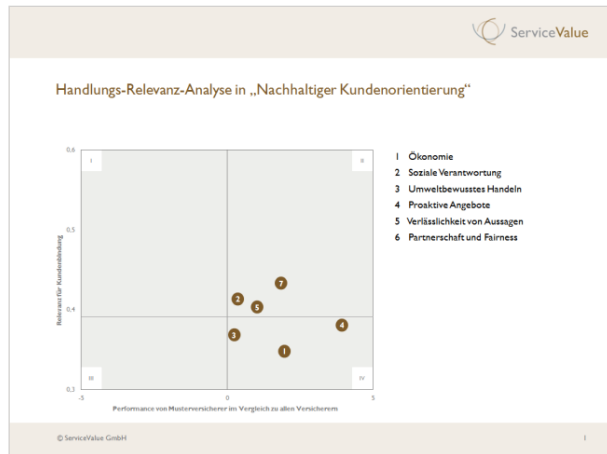 ServiceValue
Handlungs-Relevanz-Analyse in „Nachhaltiger Kundenorientierung“
0,6
I
II
1 Ökonomie
2 Soziale Verantwortung
3 Umweltbewusstes Handeln
4 Proaktive Angebote
5 Verlässlichkeit von Aussagen
6 Partnerschaft und Fairness
Relevanz für Kundenbindung
0,5
7
2
5
0,4
4
3
1
III
IV
0,3
-5
0
5
Performance von Musterversicherer im Vergleich zu allen Versicherern
© ServiceValue GmbH
1